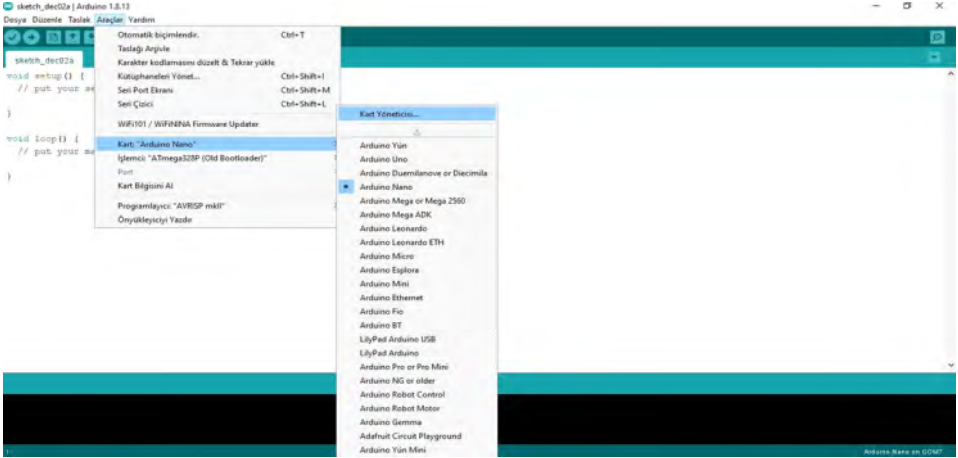 sketch_dec02a | Arduino 1.8.13
Dosya Düzenle Taslak Araçlar Yardım
sketch_dec02a
void setup() {
// put your se
}
void loop() {
// put your ma
}
Otomatik biçimlendir. Ctrl+T
Taslağı Arşivle
Karakter kodlamasını düzelt & Tekrar yükle
Kütüphaneleri Yönet... Ctrl+Shift+I
Seri Port Ekranı Ctrl+Shift+M
Seri Çizici Ctrl+Shift+L
WiFi101 / WiFiNINA Firmware Updater
Kart: "Arduino Nano"
İşlemci: "ATmega328P (Old Bootloader)"
Port
Kart Bilgisini Al
Programlayıcı: "AVRISP mkII"
Önyükleyiciyi Yazdır
Kart Yöneticisi...
Arduino Yún
Arduino Uno
Arduino Duemilanove or Diecimila
Arduino Nano
Arduino Mega or Mega 2560
Arduino Mega ADK
Arduino Leonardo
Arduino Leonardo ETH
Arduino Micro
Arduino Esplora
Arduino Mini
Arduino Ethernet
Arduino Fio
Arduino BT
LilyPad Arduino USB
LilyPad Arduino
Arduino Pro or Pro Mini
Arduino NG or older
Arduino Robot Control
Arduino Robot Motor
Arduino Gemma
Adafruit Circuit Playground
Arduino Yún Mini
Arduino Nano on COM7